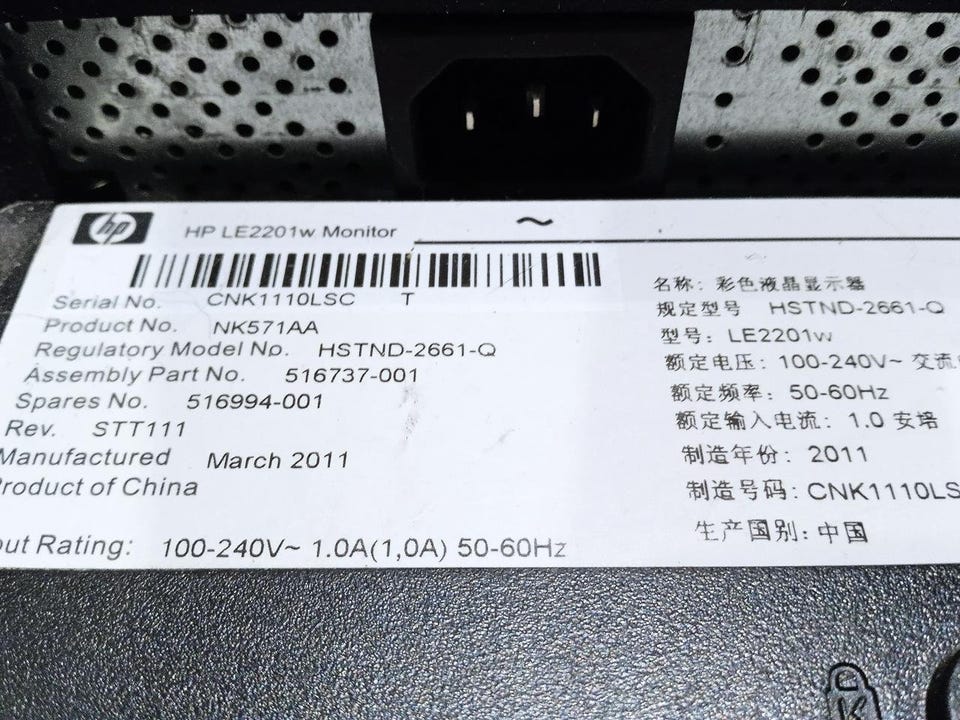 hp HP LE2201w Monitor
~
Serial No. CNK1110LSC T
Product No. NK571AA
Regulatory Model No. HSTND-2661-Q
Assembly Part No. 516737-001
Spares No. 516994-001
Rev. STT111
Manufactured March 2011
Product of China
put Rating: 100-240V~ 1.0A(1,0A) 50-60Hz
名称: 彩色液晶显示器
规定型号 HSTND-2661-Q
型号: LE2201w
额定电压: 100-240V~ 交流
额定频率: 50-60Hz
额定输入电流: 1.0 安培
制造年份: 2011
制造号码: CNK1110LS
生产国别: 中国
K